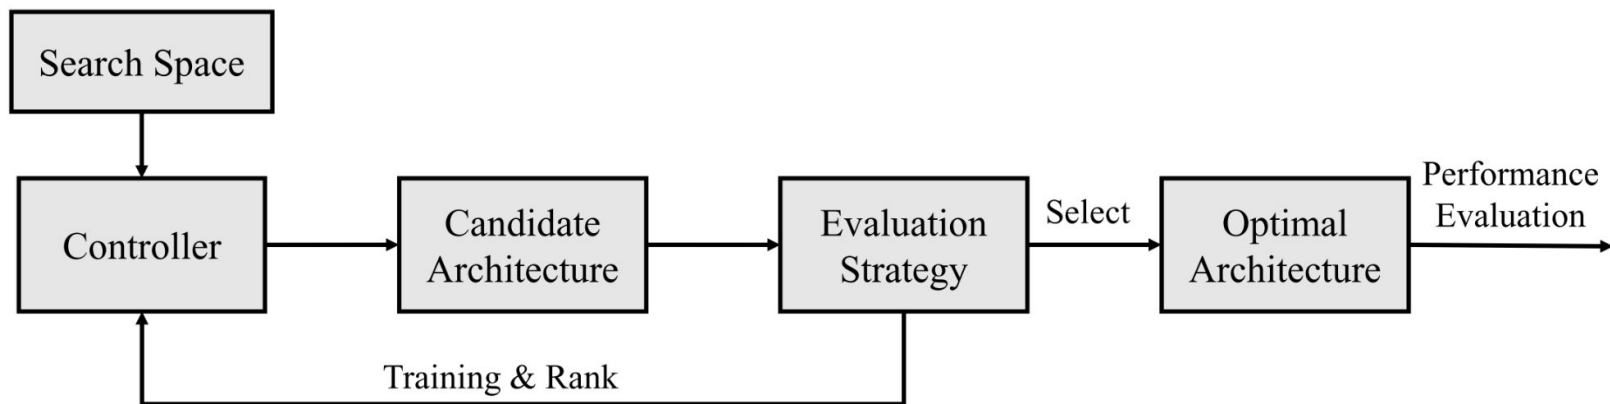 Search Space
Controller
Candidate
Architecture
Evaluation
Strategy
Select
Optimal
Architecture
Performance
Evaluation
Training & Rank